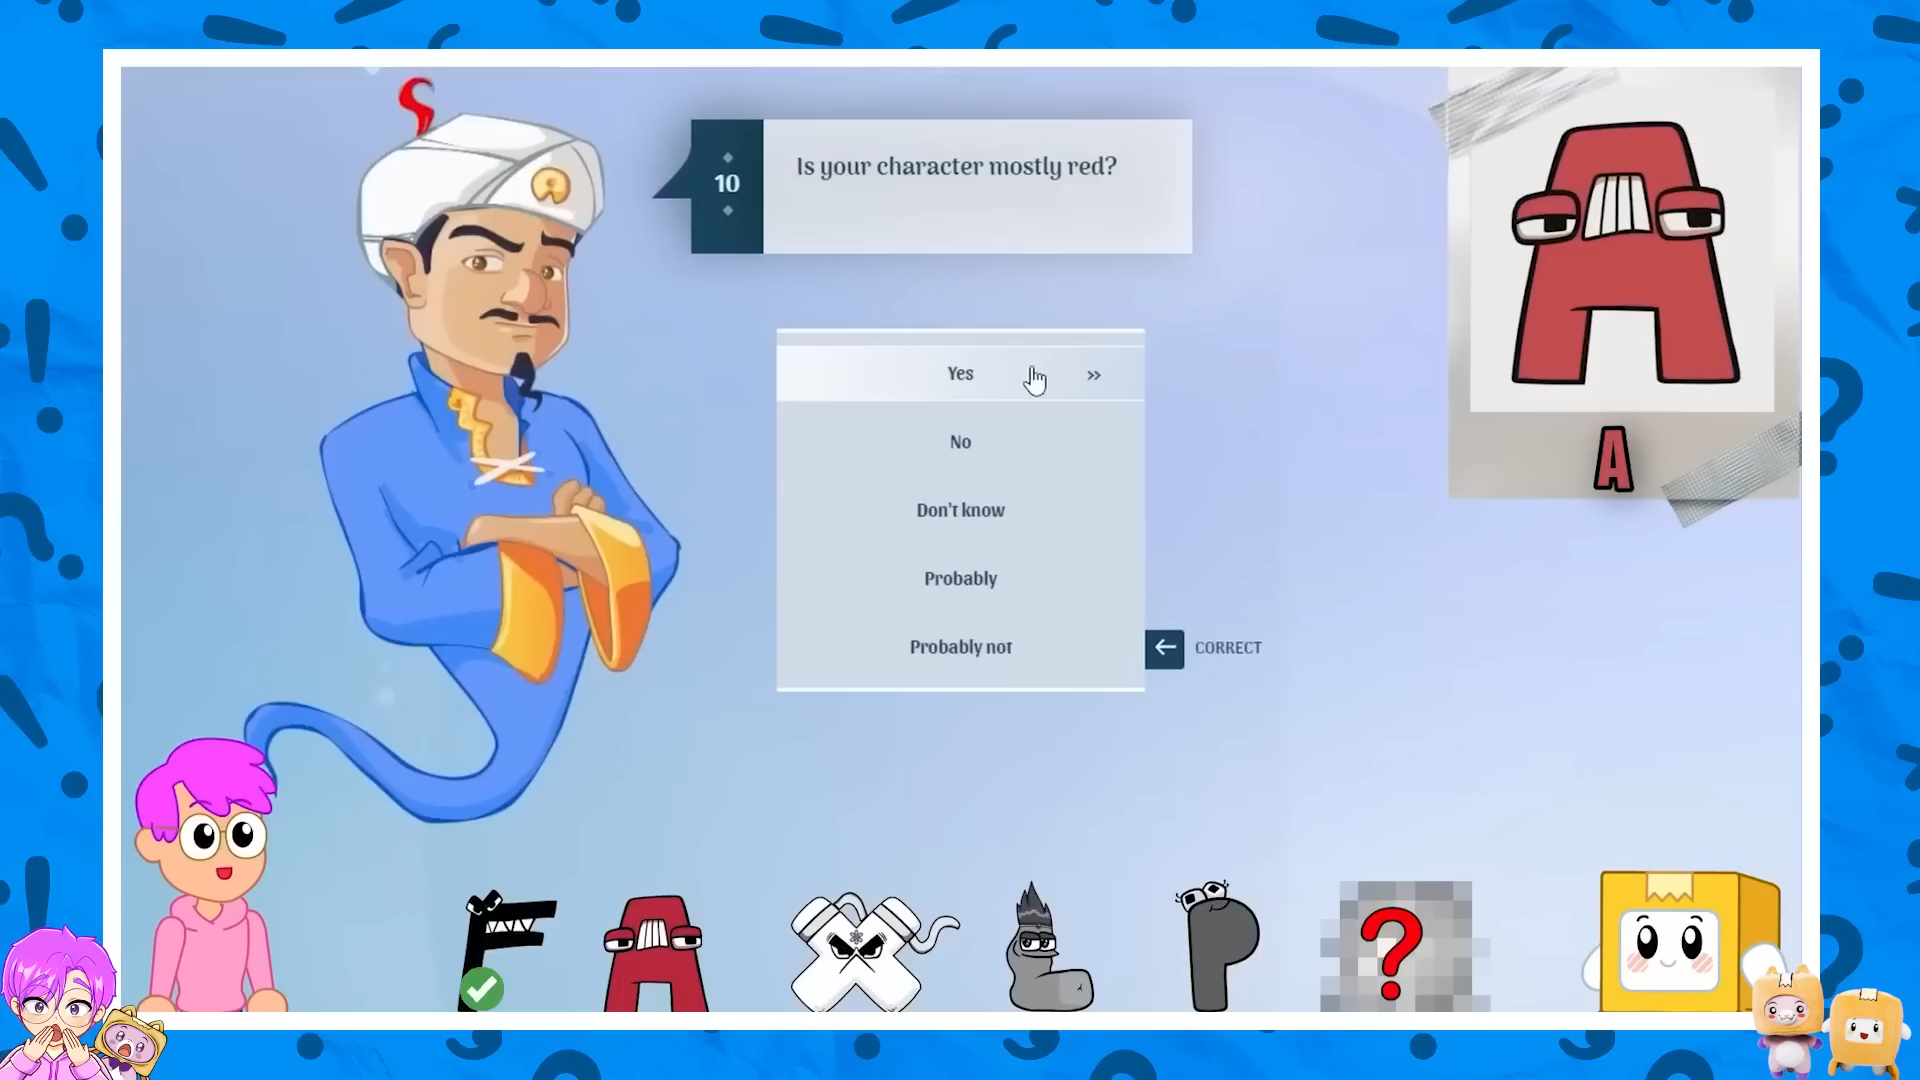 10
Is your character mostly red?
Yes
No
Don't know
Probably
Probably not
CORRECT
A
?